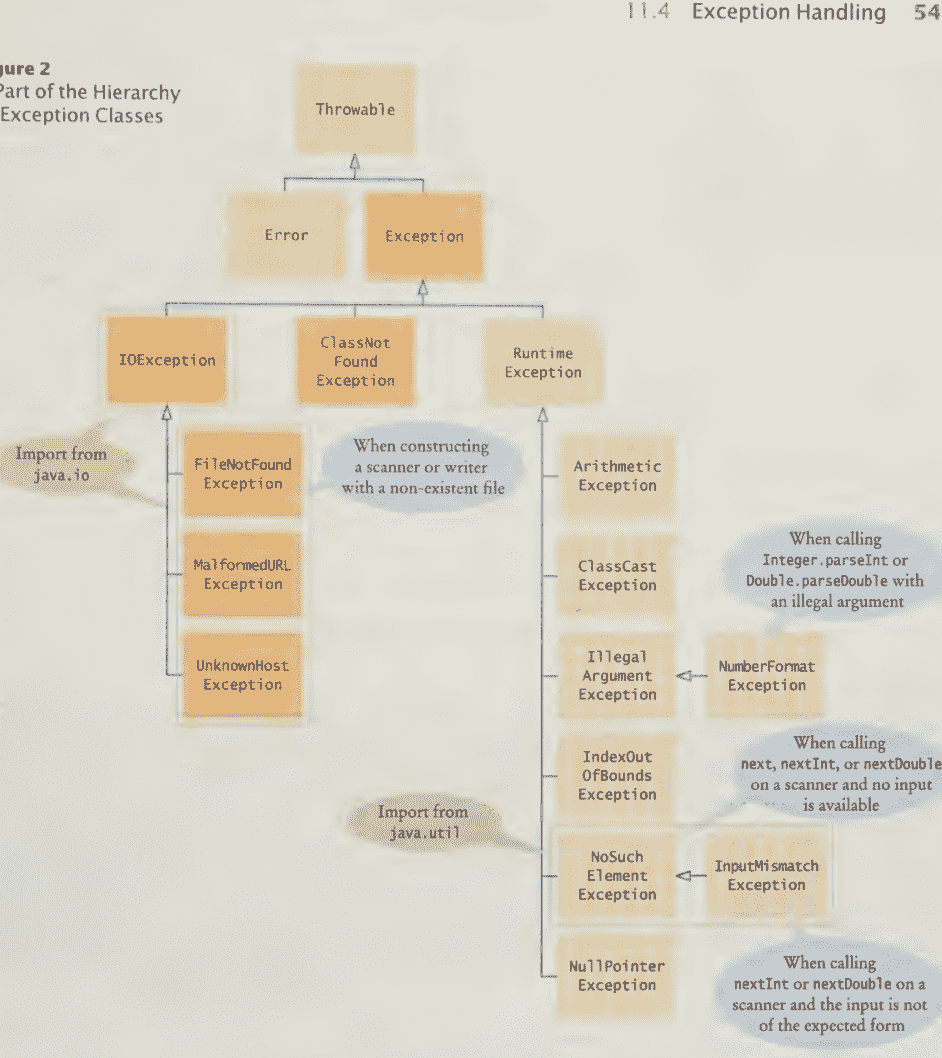 11.4 Exception Handling 54
gure 2
Part of the Hierarchy
Exception Classes
Throwable
Error
Exception
IOException
ClassNot
Found
Exception
Runtime
Exception
Import from
java.io
FileNotFound
Exception
When constructing
a scanner or writer
with a non-existent file
Arithmetic
Exception
MalformedURL
Exception
ClassCast
Exception
When calling
Integer.parseInt or
Double.parseDouble with
an illegal argument
UnknownHost
Exception
Illegal
Argument
Exception
NumberFormat
Exception
IndexOut
OfBounds
Exception
When calling
next, nextInt, or nextDouble
on a scanner and no input
is available
Import from
java.util
NoSuch
Element
Exception
InputMismatch
Exception
NullPointer
Exception
When calling
nextInt or nextDouble on a
scanner and the input is not
of the expected form